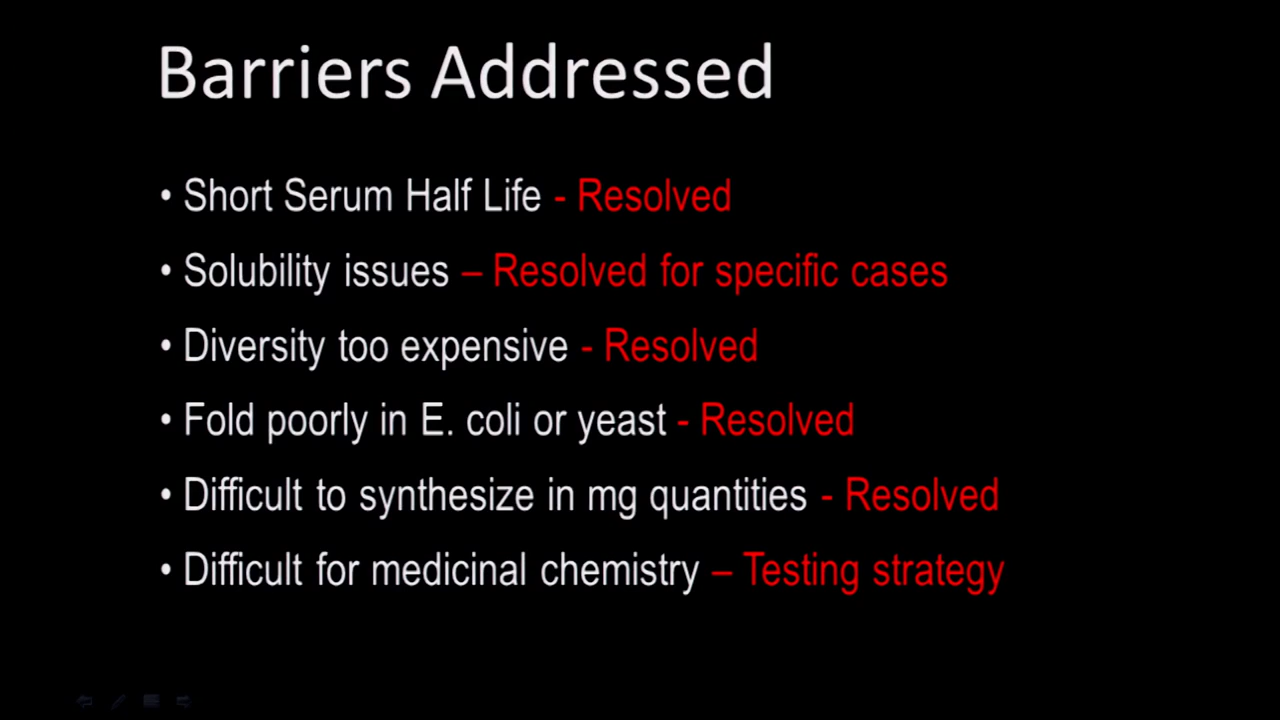 Barriers Addressed
• Short Serum Half Life - Resolved
• Solubility issues – Resolved for specific cases
• Diversity too expensive - Resolved
• Fold poorly in E. coli or yeast - Resolved
• Difficult to synthesize in mg quantities - Resolved
• Difficult for medicinal chemistry – Testing strategy